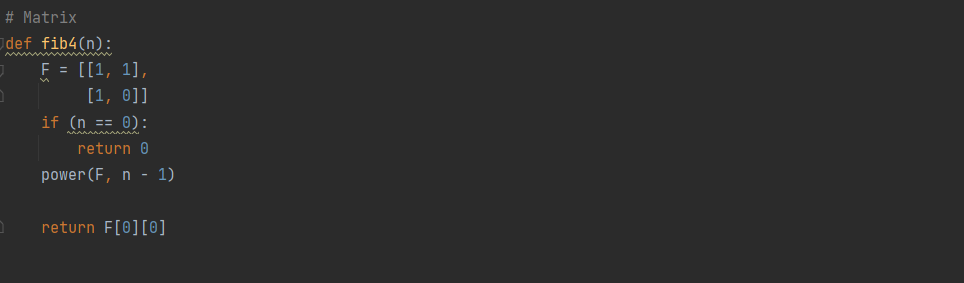 # Matrix
def fib4(n):
    F = [[1, 1],
         [1, 0]]
    if (n == 0):
        return 0
    power(F, n - 1)
    return F[0][0]